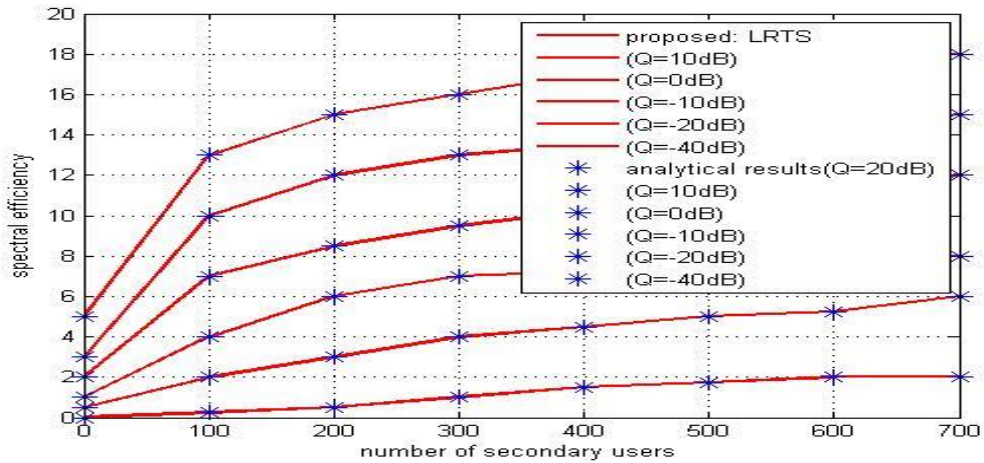 20
18
16
14
12
10
8
6
4
2
0
spectral efficiency
proposed: LRTS
(Q=10dB)
(Q=0dB)
(Q=-10dB)
(Q=-20dB)
(Q=-40dB)
analytical results(Q=20dB)
(Q=10dB)
(Q=0dB)
(Q=-10dB)
(Q=-20dB)
(Q=-40dB)
0 100 200 300 400 500 600 700
number of secondary users